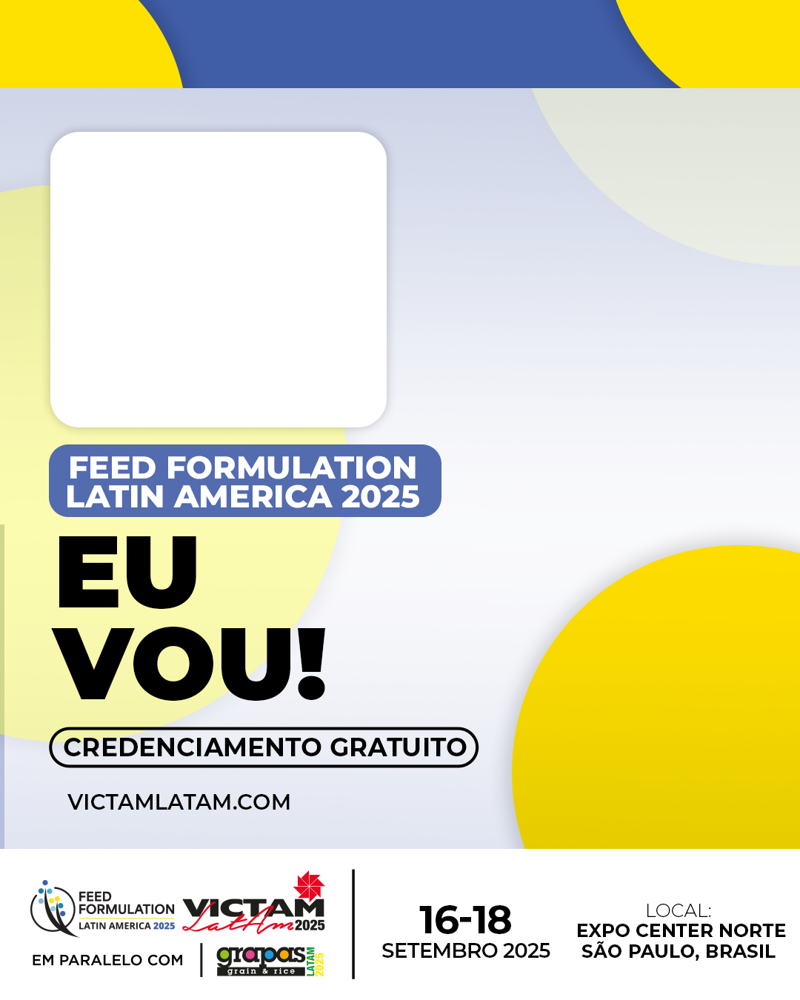 FEED FORMULATION
LATIN AMERICA 2025
EU
VOU!
CREDENCIAMENTO GRATUITO
VICTAMLATAM.COM
FEED
FORMULATION
LATIN AMERICA 2025
VICTAM
LatAm 2025
EM PARALELO COM
grapas
grain & rice
LATAM
2025
16-18
SETEMBRO 2025
LOCAL:
EXPO CENTER NORTE
SÃO PAULO, BRASIL